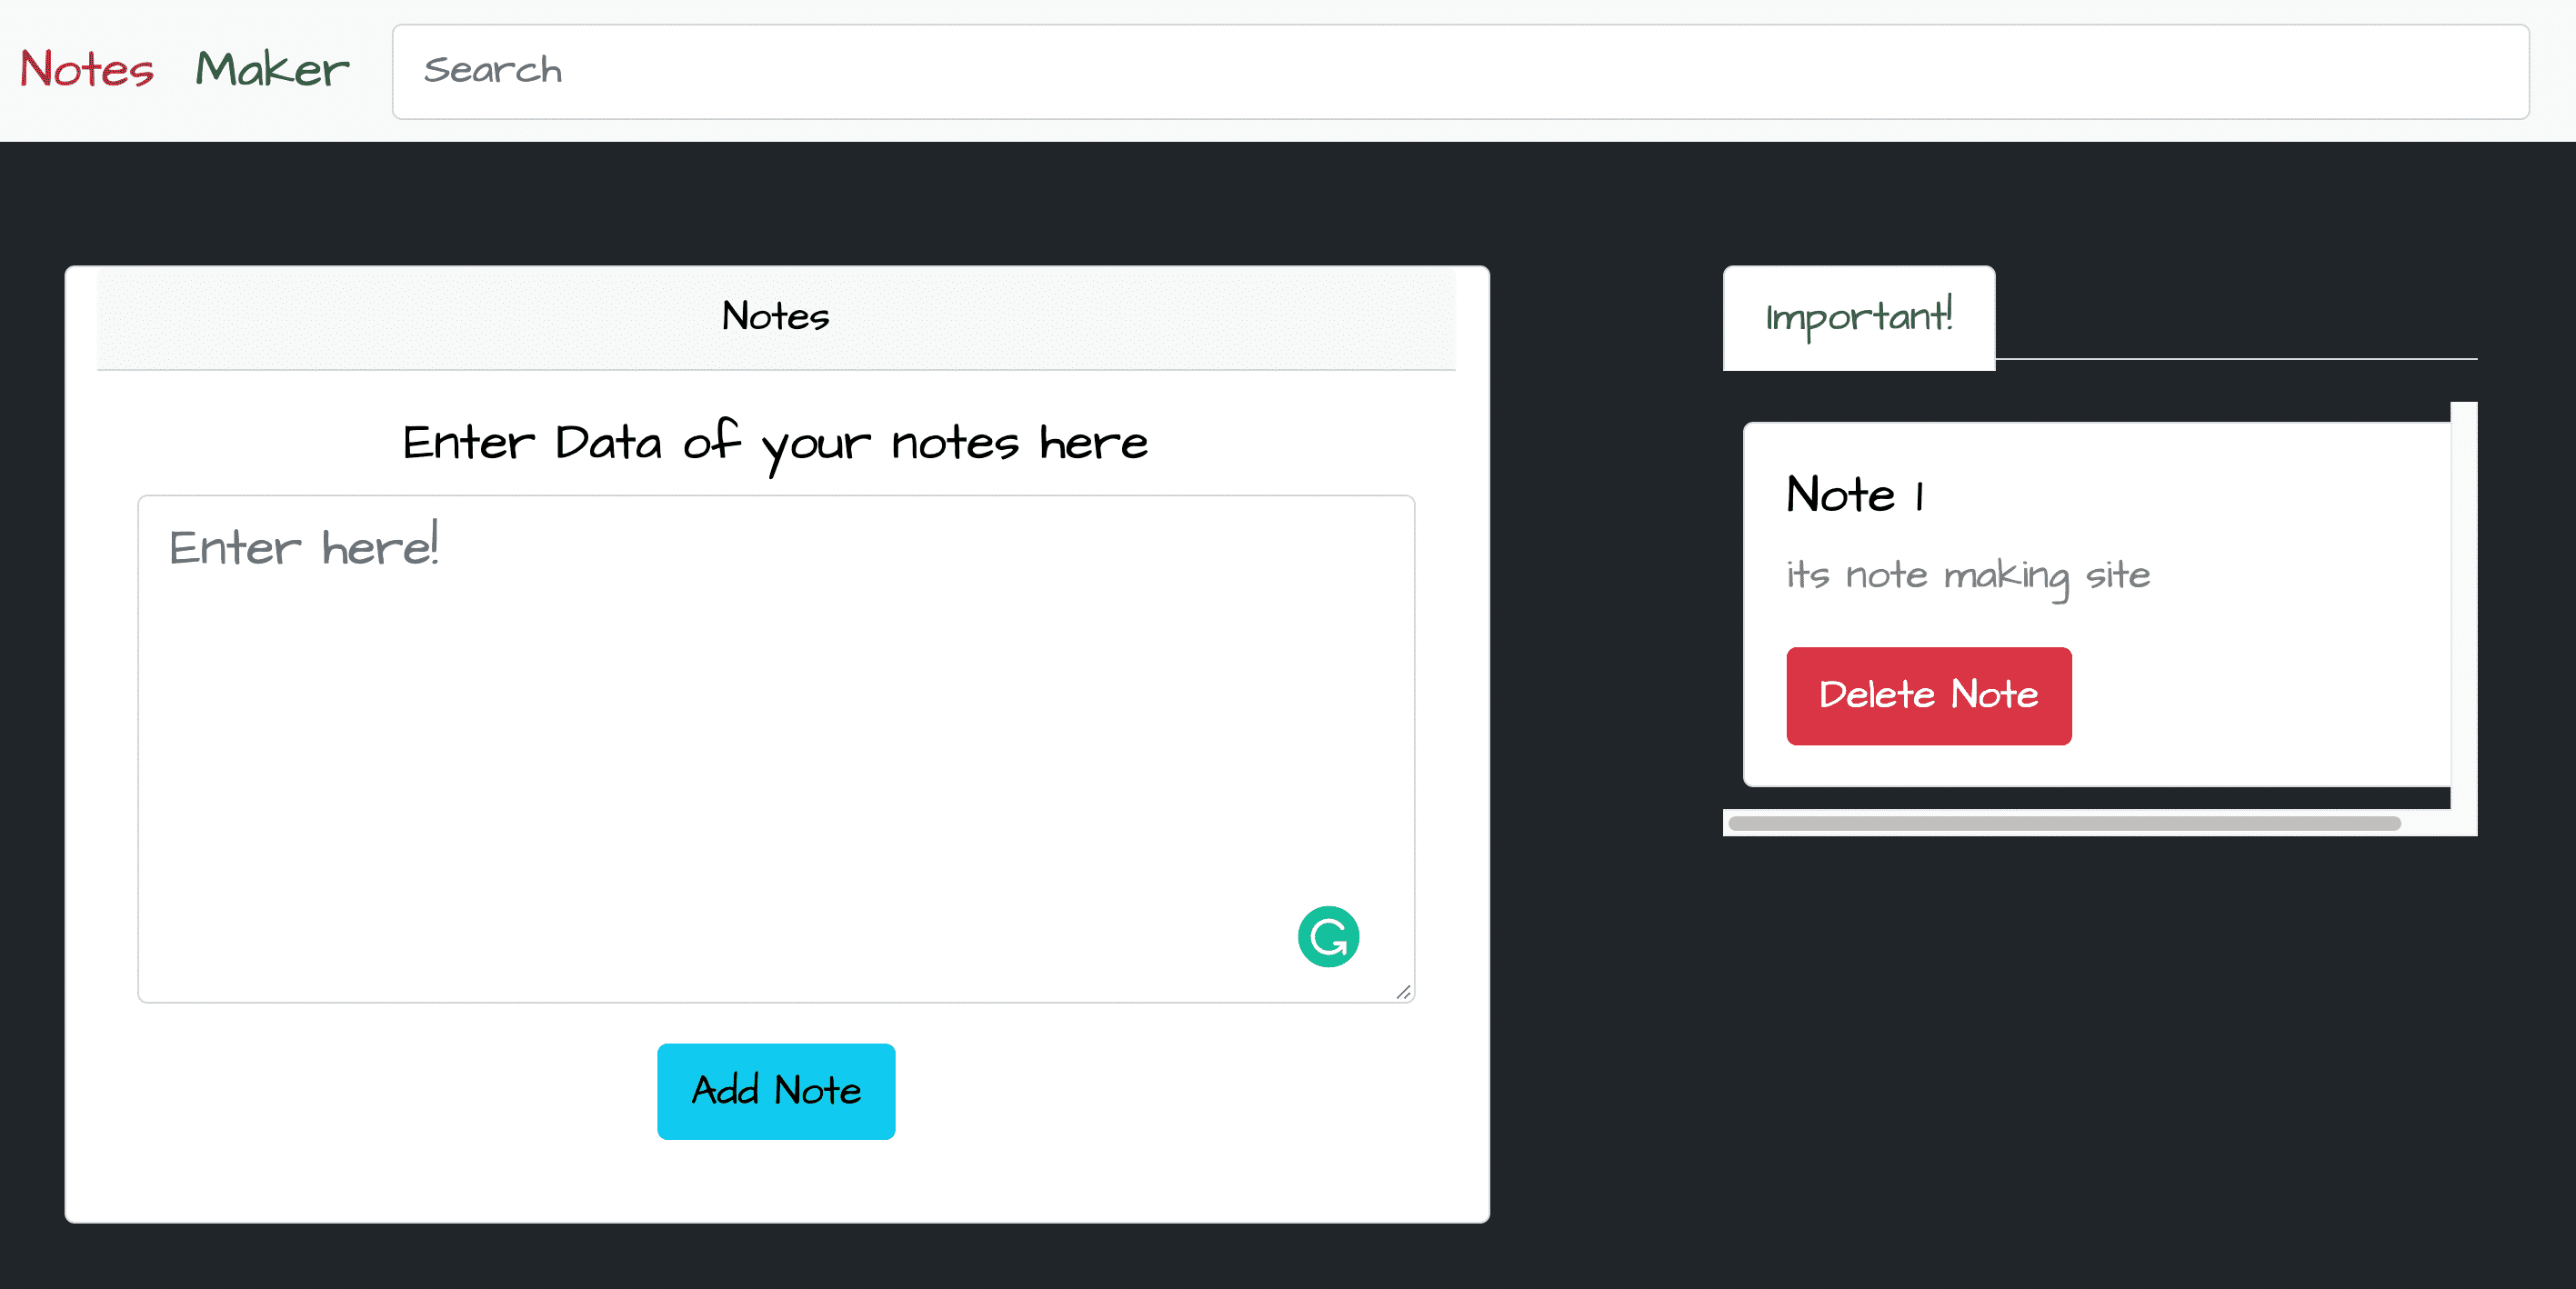 Notes Maker Search
Notes
Enter Data of your notes here
Enter here!
Add Note
Important!
Note 1
its note making site
Delete Note